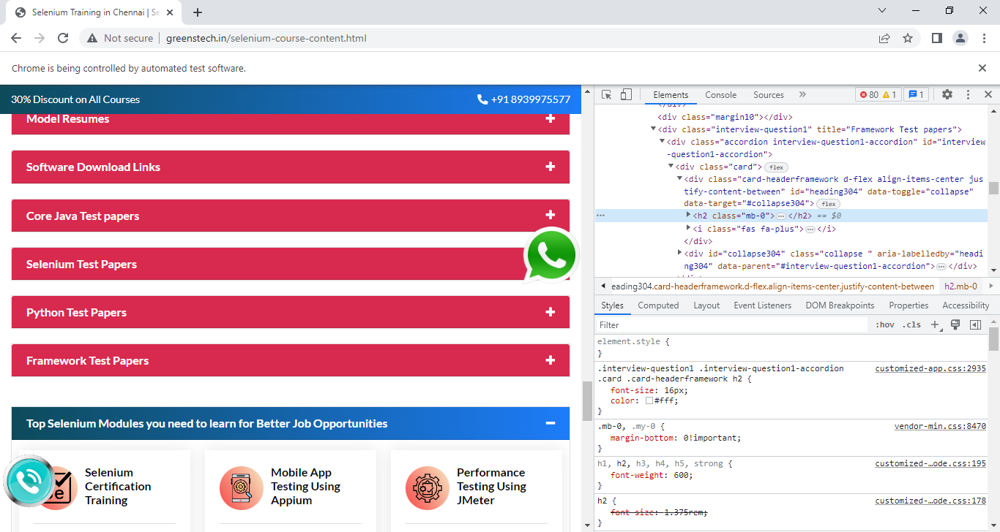 Selenium Training in Chennai | Se
Not secure
greenstech.in/selenium-course-content.html
Chrome is being controlled by automated test software.
30% Discount on All Courses
+91 8939975577
Model Resumes
Software Download Links
Core Java Test papers
Selenium Test Papers
Python Test Papers
Framework Test Papers
Top Selenium Modules you need to learn for Better Job Opportunities
Selenium
Certification
Training
Mobile App
Testing Using
Appium
Performance
Testing Using
JMeter
Elements Console Sources » 80 1 1
</div>
<div class="margin10"></div>
<div class="interview-question1" title="Framework Test papers">
<div class="accordion interview-question1-accordion" id="interview
-question1-accordion">
<div class="card"> flex
<div class="card-headerframework d-flex align-items-center jus
tify-content-between" id="heading304" data-toggle="collapse"
data-target="#collapse304"> flex
<h2 class="mb-0">…</h2> == $0
<i class="fas fa-plus">…</i>
</div>
<div id="collapse304" class="collapse " aria-labelledby="headi
ng304" data-parent="#interview-question1-accordion">…</div>
eading304.card-headerframework.d-flex.align-items-center.justify-content-between h2.mb-0
Styles Computed Layout Event Listeners DOM Breakpoints Properties Accessibility
Filter :hov .cls +
element.style {
}
.interview-question1 .interview-question1-accordion customized-app.css:2935
.card .card-headerframework h2 {
font-size: 16px;
color: #fff;
}
.mb-0, .my-0 { vendor-min.css:8470
margin-bottom: 0!important;
}
h1, h2, h3, h4, h5, strong { customized-…ode.css:195
font-weight: 600;
}
h2 { customized-…ode.css:178
font-size: 1.375rem;
}